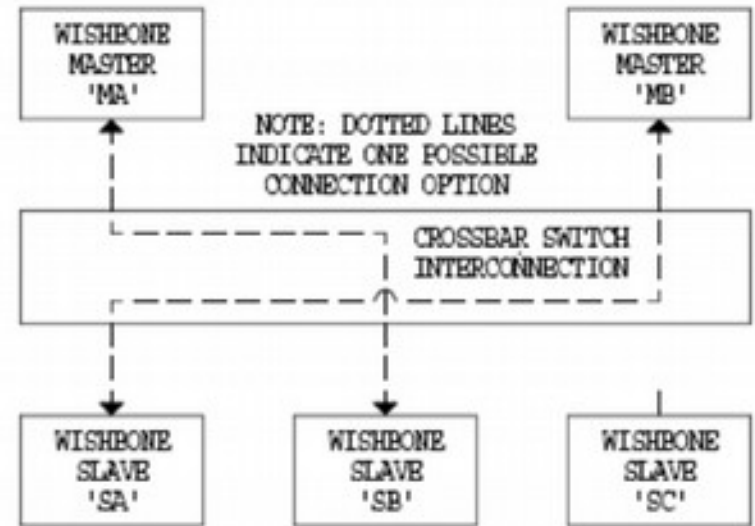 WISHBONE
MASTER
'MA'
WISHBONE
MASTER
'MB'
NOTE: DOTTED LINES
INDICATE ONE POSSIBLE
CONNECTION OPTION
CROSSBAR SWITCH
INTERCONNECTION
WISHBONE
SLAVE
'SA'
WISHBONE
SLAVE
'SB'
WISHBONE
SLAVE
'SC'